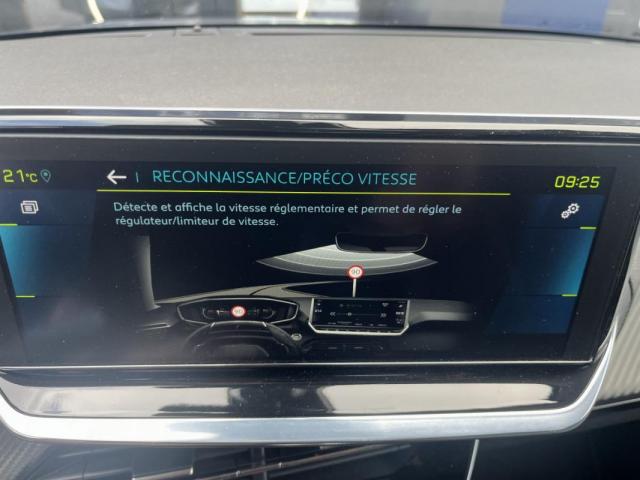 21°C
RECONNAISSANCE/PRÉCO VITESSE
09:25
Détecte et affiche la vitesse réglementaire et permet de régler le
régulateur/limiteur de vitesse.
90